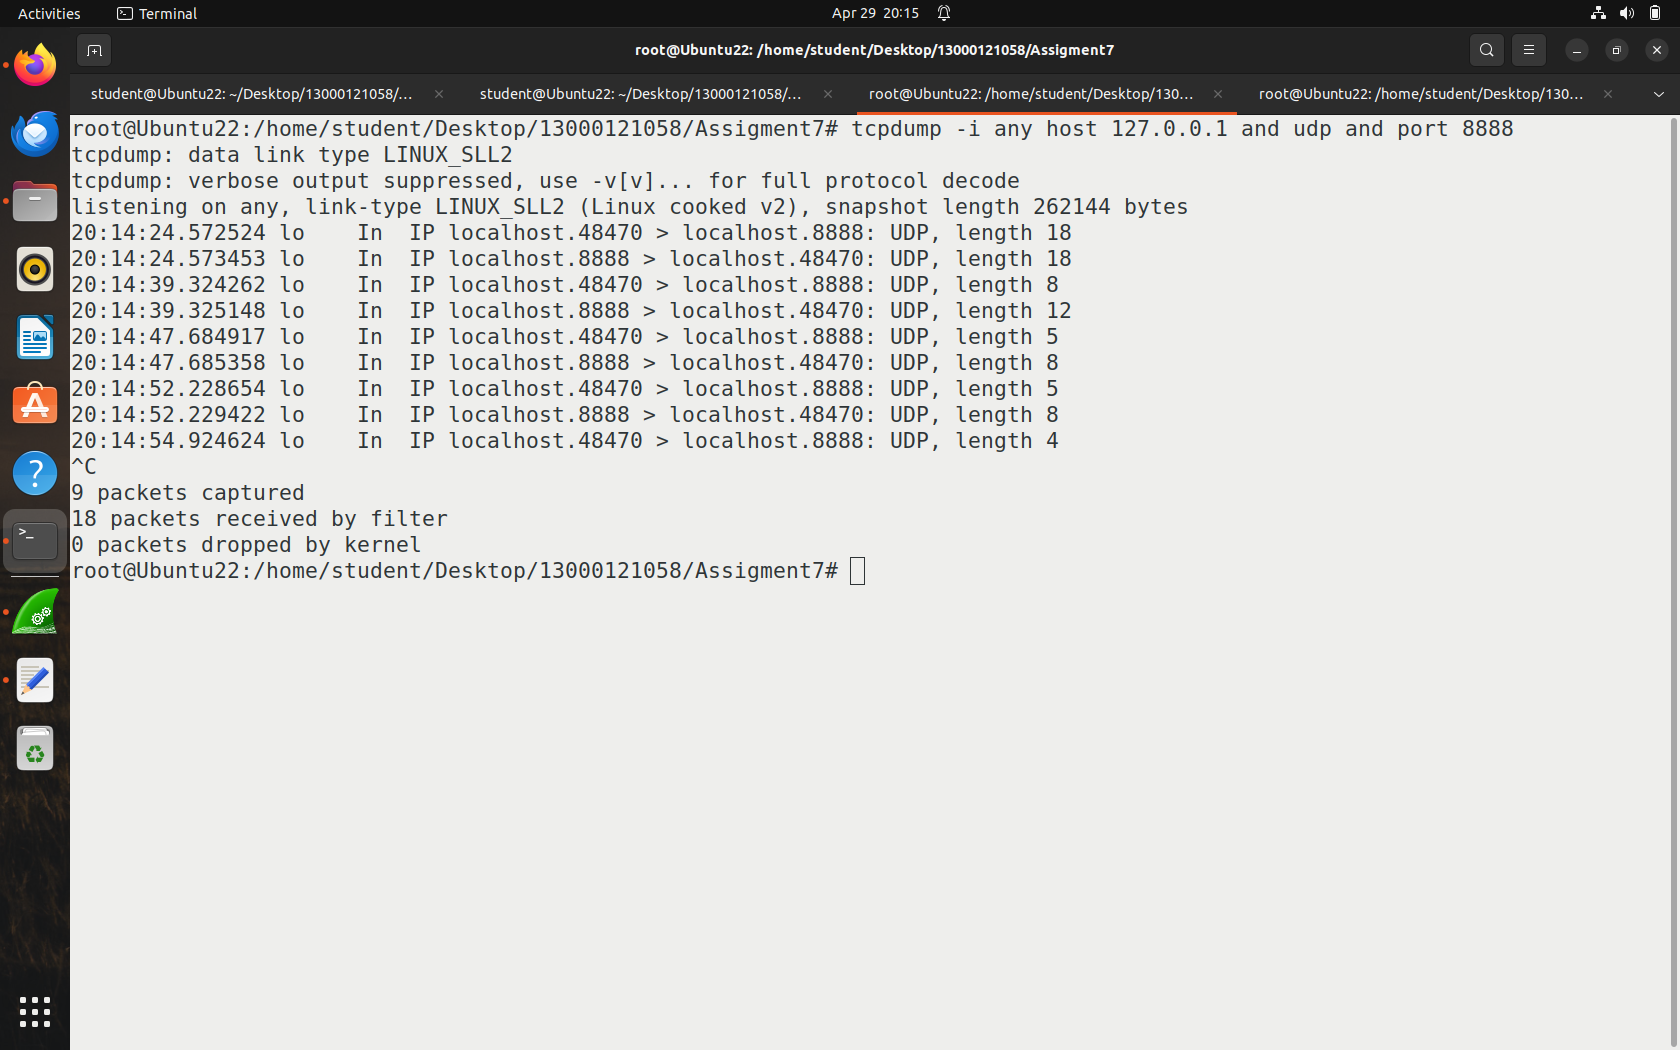 Activities Terminal Apr 29 20:15
root@Ubuntu22: /home/student/Desktop/13000121058/Assigment7
student@Ubuntu22: ~/Desktop/13000121058/... student@Ubuntu22: ~/Desktop/13000121058/... root@Ubuntu22: /home/student/Desktop/130... root@Ubuntu22: /home/student/Desktop/130...
root@Ubuntu22:/home/student/Desktop/13000121058/Assigment7# tcpdump -i any host 127.0.0.1 and udp and port 8888
tcpdump: data link type LINUX_SLL2
tcpdump: verbose output suppressed, use -v[v]... for full protocol decode
listening on any, link-type LINUX_SLL2 (Linux cooked v2), snapshot length 262144 bytes
20:14:24.572524 lo    In  IP localhost.48470 > localhost.8888: UDP, length 18
20:14:24.573453 lo    In  IP localhost.8888 > localhost.48470: UDP, length 18
20:14:39.324262 lo    In  IP localhost.48470 > localhost.8888: UDP, length 8
20:14:39.325148 lo    In  IP localhost.8888 > localhost.48470: UDP, length 12
20:14:47.684917 lo    In  IP localhost.48470 > localhost.8888: UDP, length 5
20:14:47.685358 lo    In  IP localhost.8888 > localhost.48470: UDP, length 8
20:14:52.228654 lo    In  IP localhost.48470 > localhost.8888: UDP, length 5
20:14:52.229422 lo    In  IP localhost.8888 > localhost.48470: UDP, length 8
20:14:54.924624 lo    In  IP localhost.48470 > localhost.8888: UDP, length 4
^C
9 packets captured
18 packets received by filter
0 packets dropped by kernel
root@Ubuntu22:/home/student/Desktop/13000121058/Assigment7#